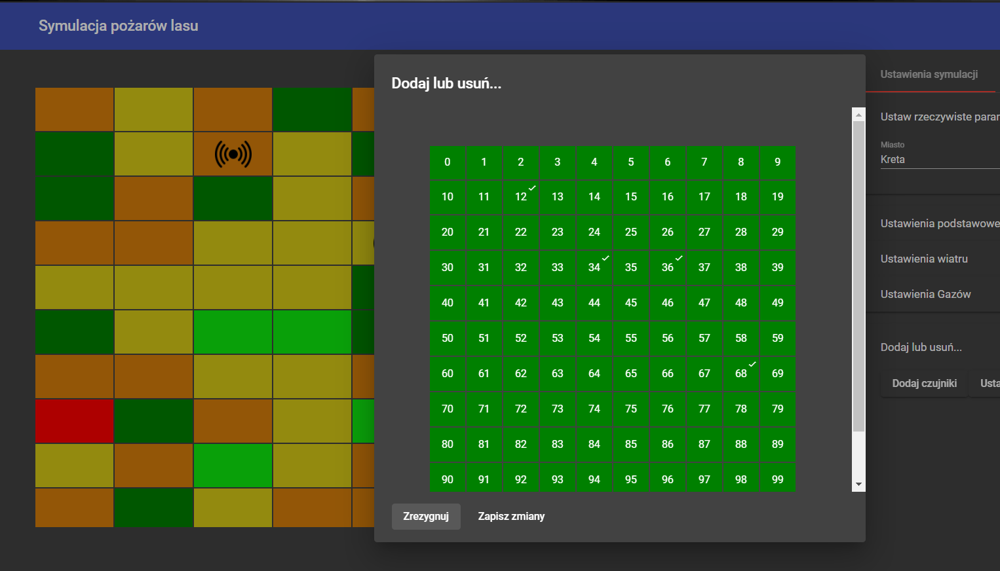 Symulacja pożarów lasu
Dodaj lub usuń...
0 1 2 3 4 5 6 7 8 9
10 11 12 13 14 15 16 17 18 19
20 21 22 23 24 25 26 27 28 29
30 31 32 33 34 35 36 37 38 39
40 41 42 43 44 45 46 47 48 49
50 51 52 53 54 55 56 57 58 59
60 61 62 63 64 65 66 67 68 69
70 71 72 73 74 75 76 77 78 79
80 81 82 83 84 85 86 87 88 89
90 91 92 93 94 95 96 97 98 99
Zrezygnuj Zapisz zmiany
Ustawienia symulacji
Ustaw rzeczywiste param
Miasto
Kreta
Ustawienia podstawowe
Ustawienia wiatru
Ustawienia Gazów
Dodaj lub usuń...
Dodaj czujniki Usta